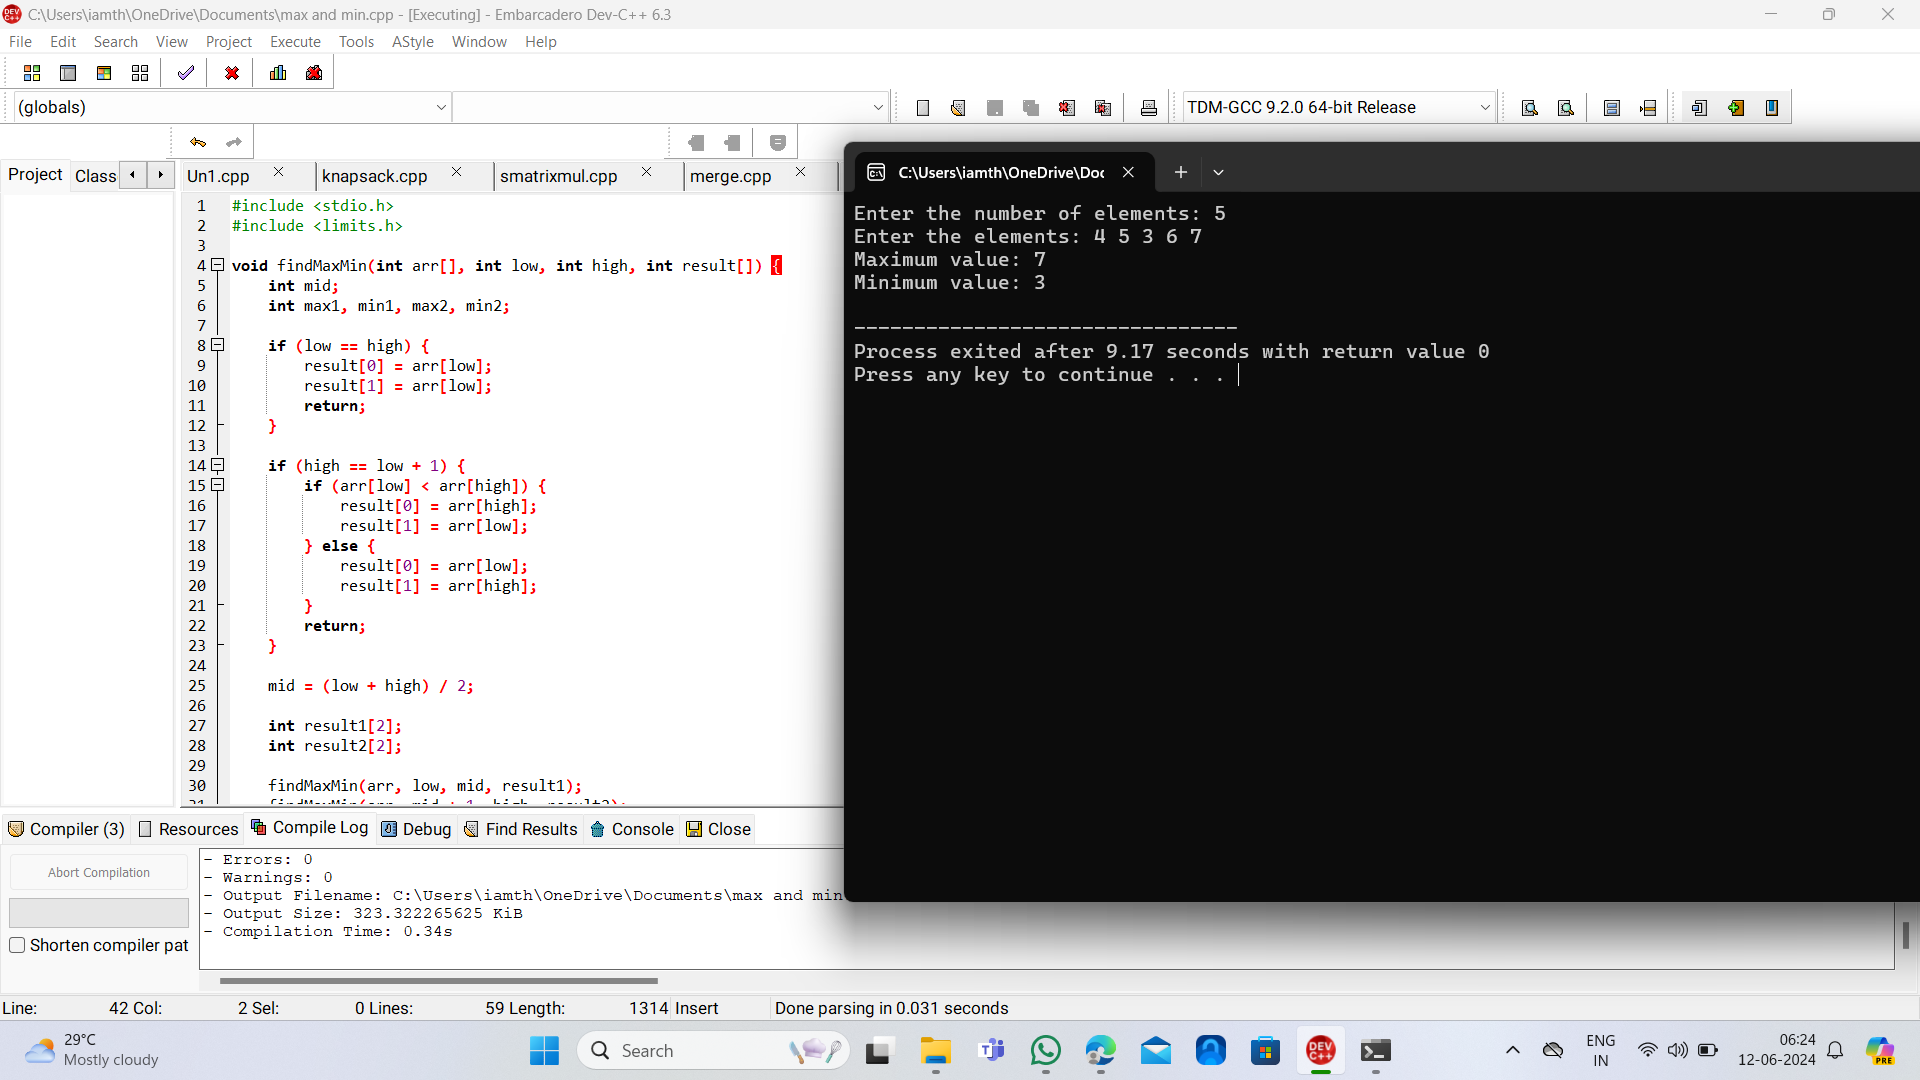 C:\Users\iamth\OneDrive\Documents\max and min.cpp - [Executing] - Embarcadero Dev-C++ 6.3
File Edit Search View Project Execute Tools AStyle Window Help
(globals)
TDM-GCC 9.2.0 64-bit Release
Project Class
Un1.cpp knapsack.cpp smatrixmul.cpp merge.cpp
1 #include <stdio.h>
2 #include <limits.h>
3
4 void findMaxMin(int arr[], int low, int high, int result[]) {
5 int mid;
6 int max1, min1, max2, min2;
7
8 if (low == high) {
9 result[0] = arr[low];
10 result[1] = arr[low];
11 return;
12 }
13
14 if (high == low + 1) {
15 if (arr[low] < arr[high]) {
16 result[0] = arr[high];
17 result[1] = arr[low];
18 } else {
19 result[0] = arr[low];
20 result[1] = arr[high];
21 }
22 return;
23 }
24
25 mid = (low + high) / 2;
26
27 int result1[2];
28 int result2[2];
29
30 findMaxMin(arr, low, mid, result1);
C:\Users\iamth\OneDrive\Doc
Enter the number of elements: 5
Enter the elements: 4 5 3 6 7
Maximum value: 7
Minimum value: 3
--------------------------------
Process exited after 9.17 seconds with return value 0
Press any key to continue . . .
Compiler (3) Resources Compile Log Debug Find Results Console Close
Abort Compilation
Shorten compiler pat
- Errors: 0
- Warnings: 0
- Output Filename: C:\Users\iamth\OneDrive\Documents\max and min
- Output Size: 323.322265625 KiB
- Compilation Time: 0.34s
Line: 42 Col: 2 Sel: 0 Lines: 59 Length: 1314 Insert Done parsing in 0.031 seconds
29°C
Mostly cloudy
Search
DEV C++
ENG
IN
06:24
12-06-2024
PRE